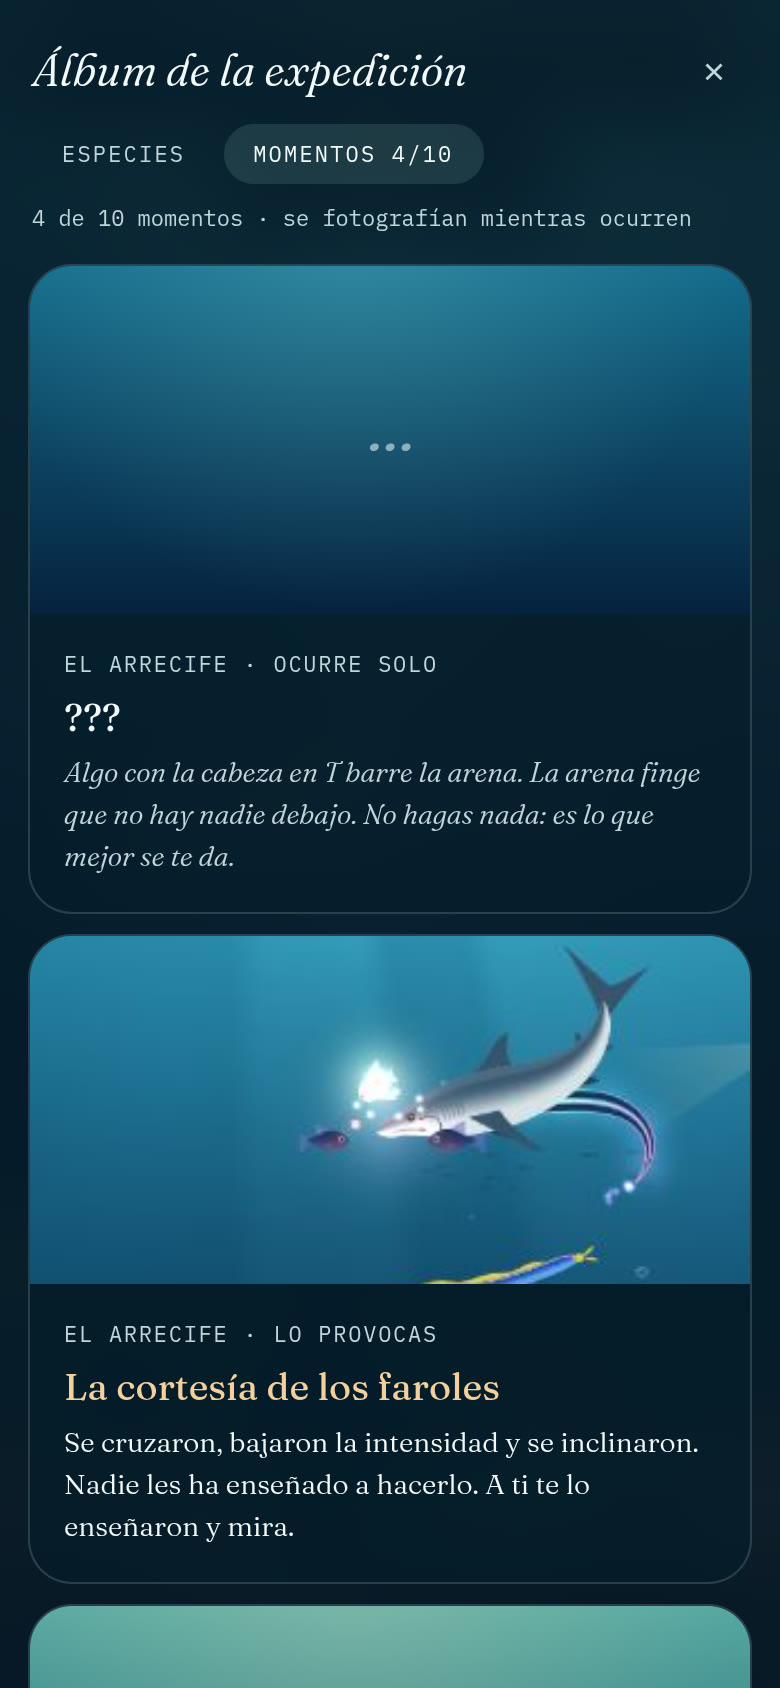 Álbum de la expedición ✕
ESPECIES MOMENTOS 4/10
4 de 10 momentos · se fotografían mientras ocurren
...
EL ARRECIFE · OCURRE SOLO
???
Algo con la cabeza en T barre la arena. La arena finge
que no hay nadie debajo. No hagas nada: es lo que
mejor se te da.
EL ARRECIFE · LO PROVOCAS
La cortesía de los faroles
Se cruzaron, bajaron la intensidad y se inclinaron.
Nadie les ha enseñado a hacerlo. A ti te lo
enseñaron y mira.